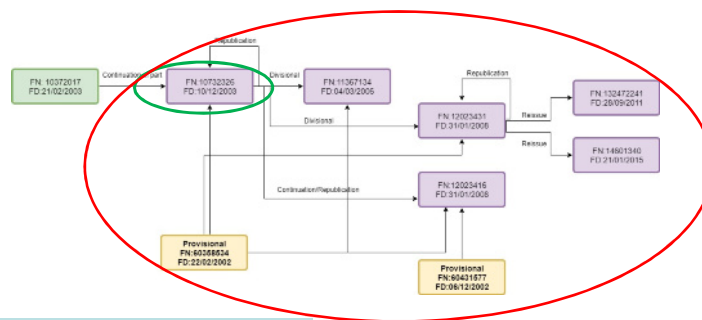 Republication
FN: 10372017
FD:21/02/2003
Continuation
part
FN:10732326
FD:10/12/2003
Divisional
FN:11367134
FD:04/03/2005
Republication
FN:12023431
FD:31/01/2008
Divisional
Reissue
FN:132472241
FD:28/09/2011
Reissue
FN:14601340
FD:21/01/2015
Continuation/Republication
FN:12023416
FD:31/01/2008
Provisional
FN:60358534
FD:22/02/2002
Provisional
FN:60431577
FD:06/12/2002